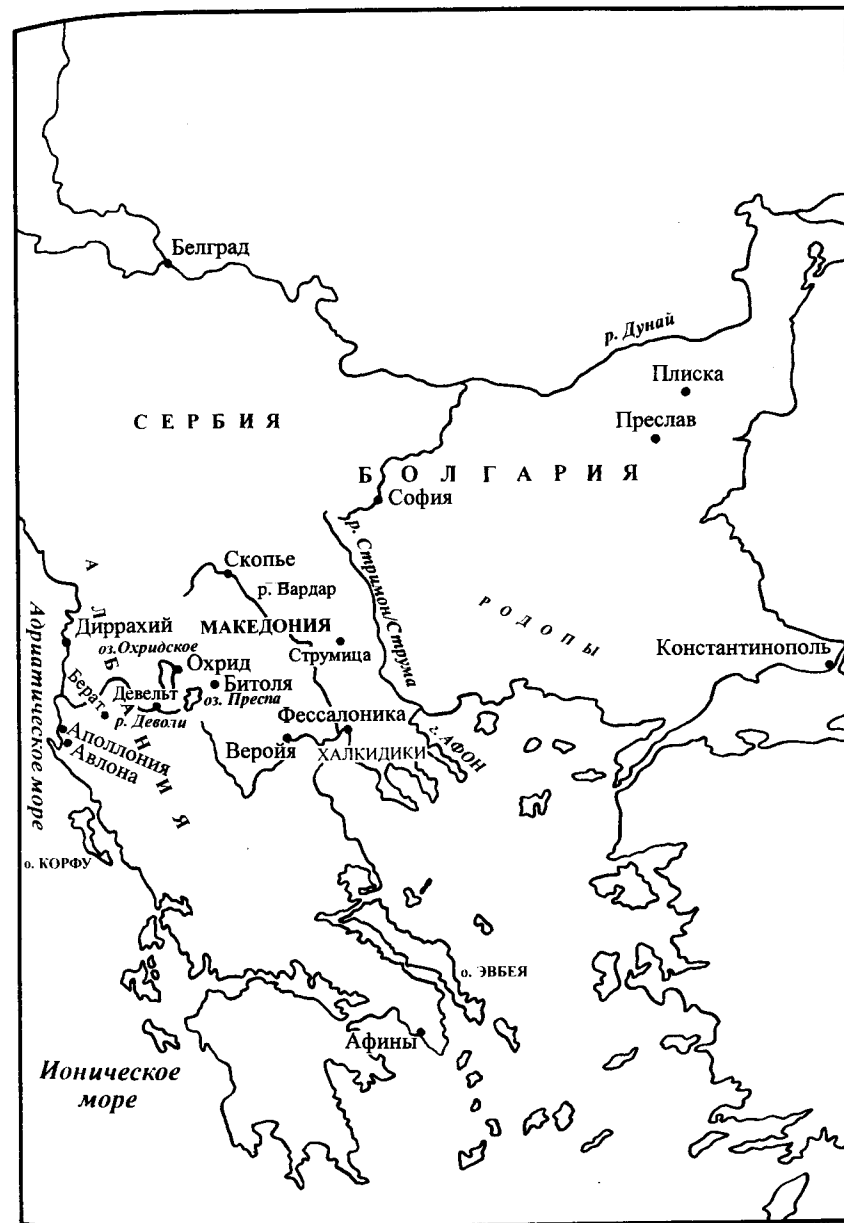 Белград
р. Дунай
Плиска
Преслав
СЕРБИЯ
БОЛГАРИЯ
София
р. Стримон/Струма
Скопье
р. Вардар
РОДОПЫ
АЛБАНИЯ
Адриатическое море
Диррахий
МАКЕДОНИЯ
оз. Охридское
Струмица
Константинополь
Охрид
Битоля
Берат
Девельт
оз. Преспа
р. Деволи
Фессалоника
г. АФОН
Аполлония
Авлона
Веройя
ХАЛКИДИКИ
о. КОРФУ
о. ЭВБЕЯ
Афины
Ионическое
море